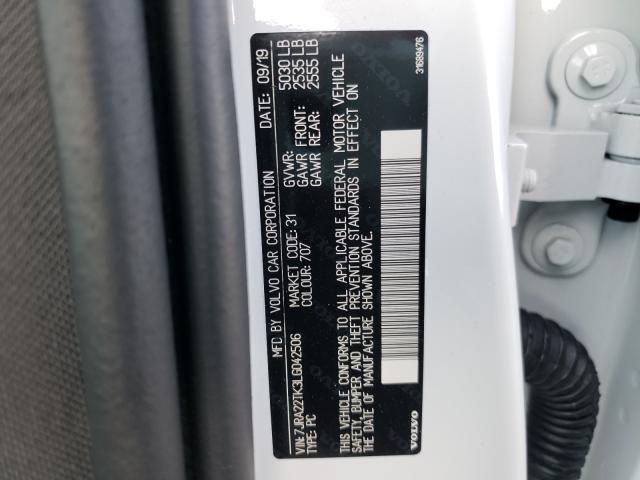 MFD BY VOLVO CAR CORPORATION DATE: 09/19
VIN: 7JRA22TK3LG042506
TYPE: PC
MARKET CODE: 31
COLOUR: 707
GVWR: 5030 LB
GAWR FRONT: 2535 LB
GAWR REAR: 2555 LB
THIS VEHICLE CONFORMS TO ALL APPLICABLE FEDERAL MOTOR VEHICLE
SAFETY, BUMPER AND THEFT PREVENTION STANDARDS IN EFFECT ON
THE DATE OF MANUFACTURE SHOWN ABOVE.
VOLVO
31689476